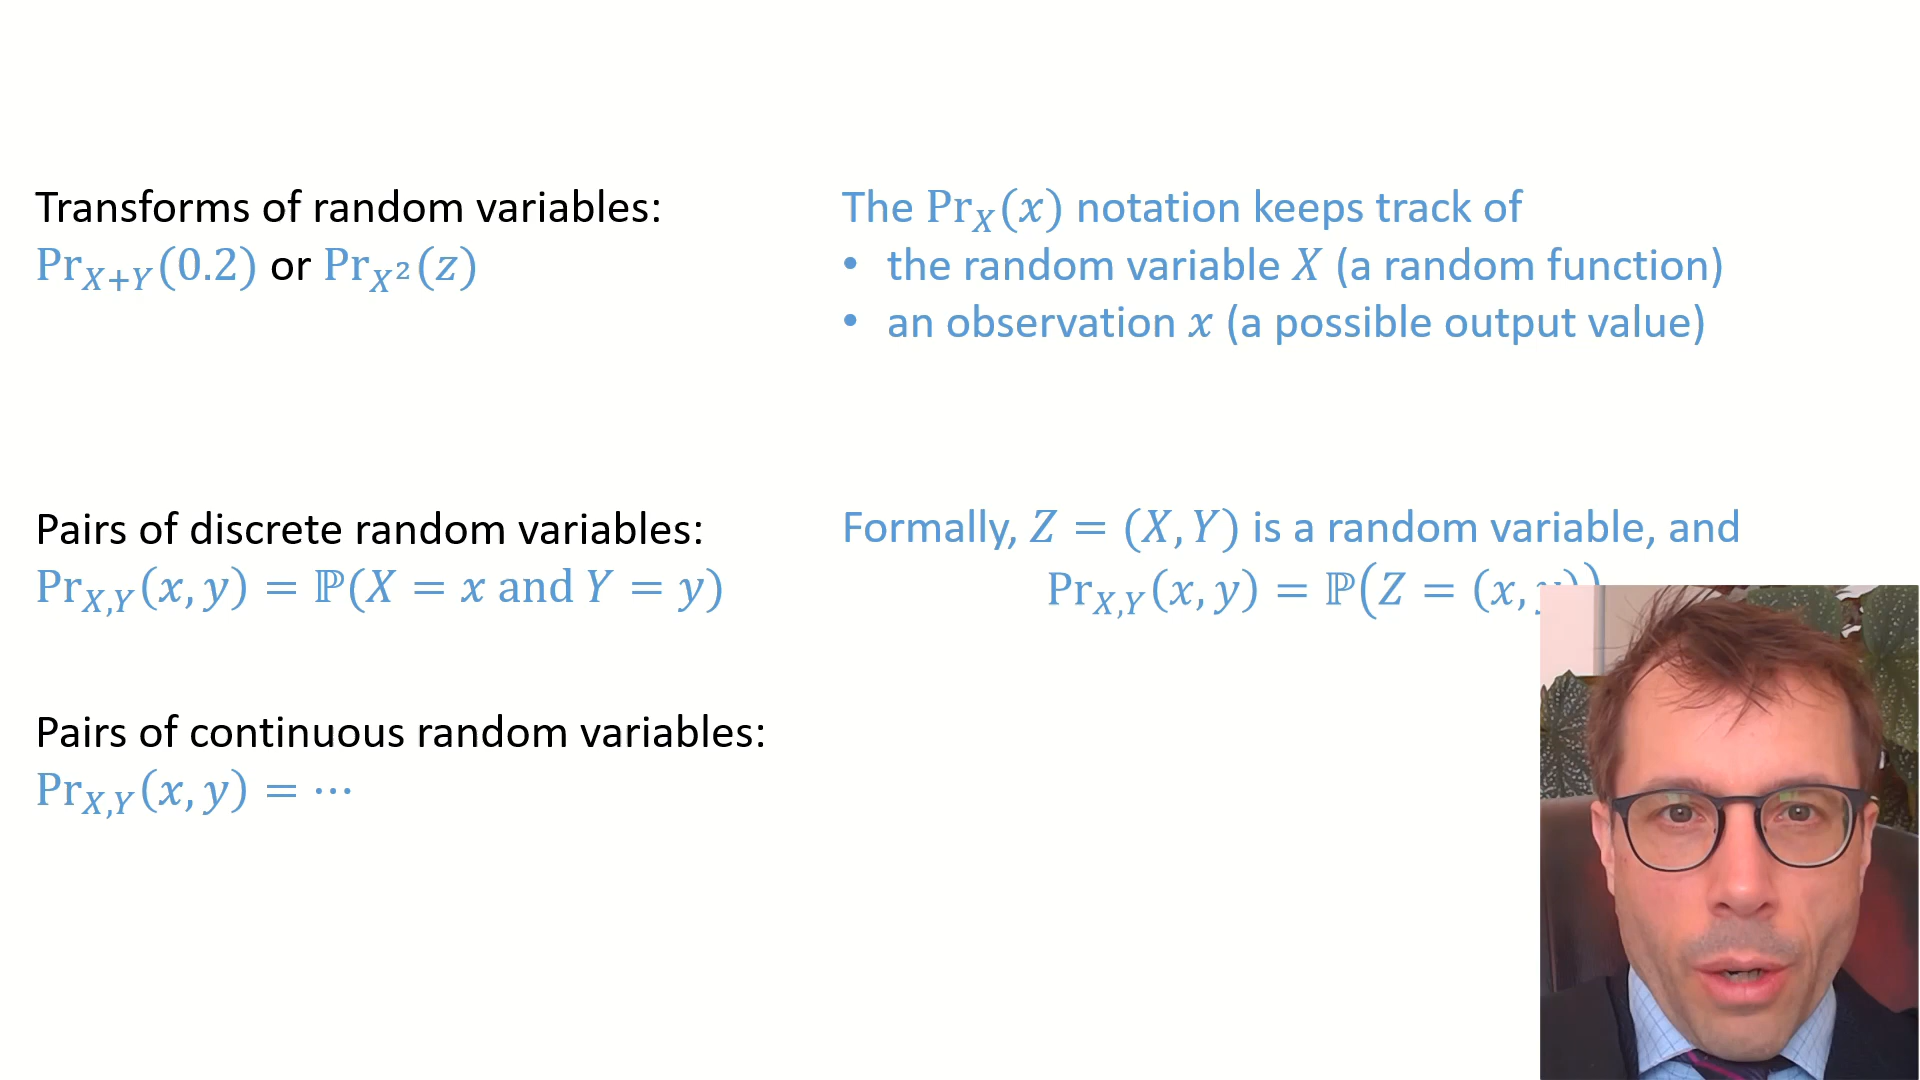 Transforms of random variables:
Pr_{X+Y}(0.2) or Pr_{X²}(z)
The Pr_X(x) notation keeps track of
• the random variable X (a random function)
• an observation x (a possible output value)
Pairs of discrete random variables:
Pr_{X,Y}(x, y) = ℙ(X = x and Y = y)
Formally, Z = (X, Y) is a random variable, and
Pr_{X,Y}(x, y) = ℙ(Z = (x, y))
Pairs of continuous random variables:
Pr_{X,Y}(x, y) = ⋯